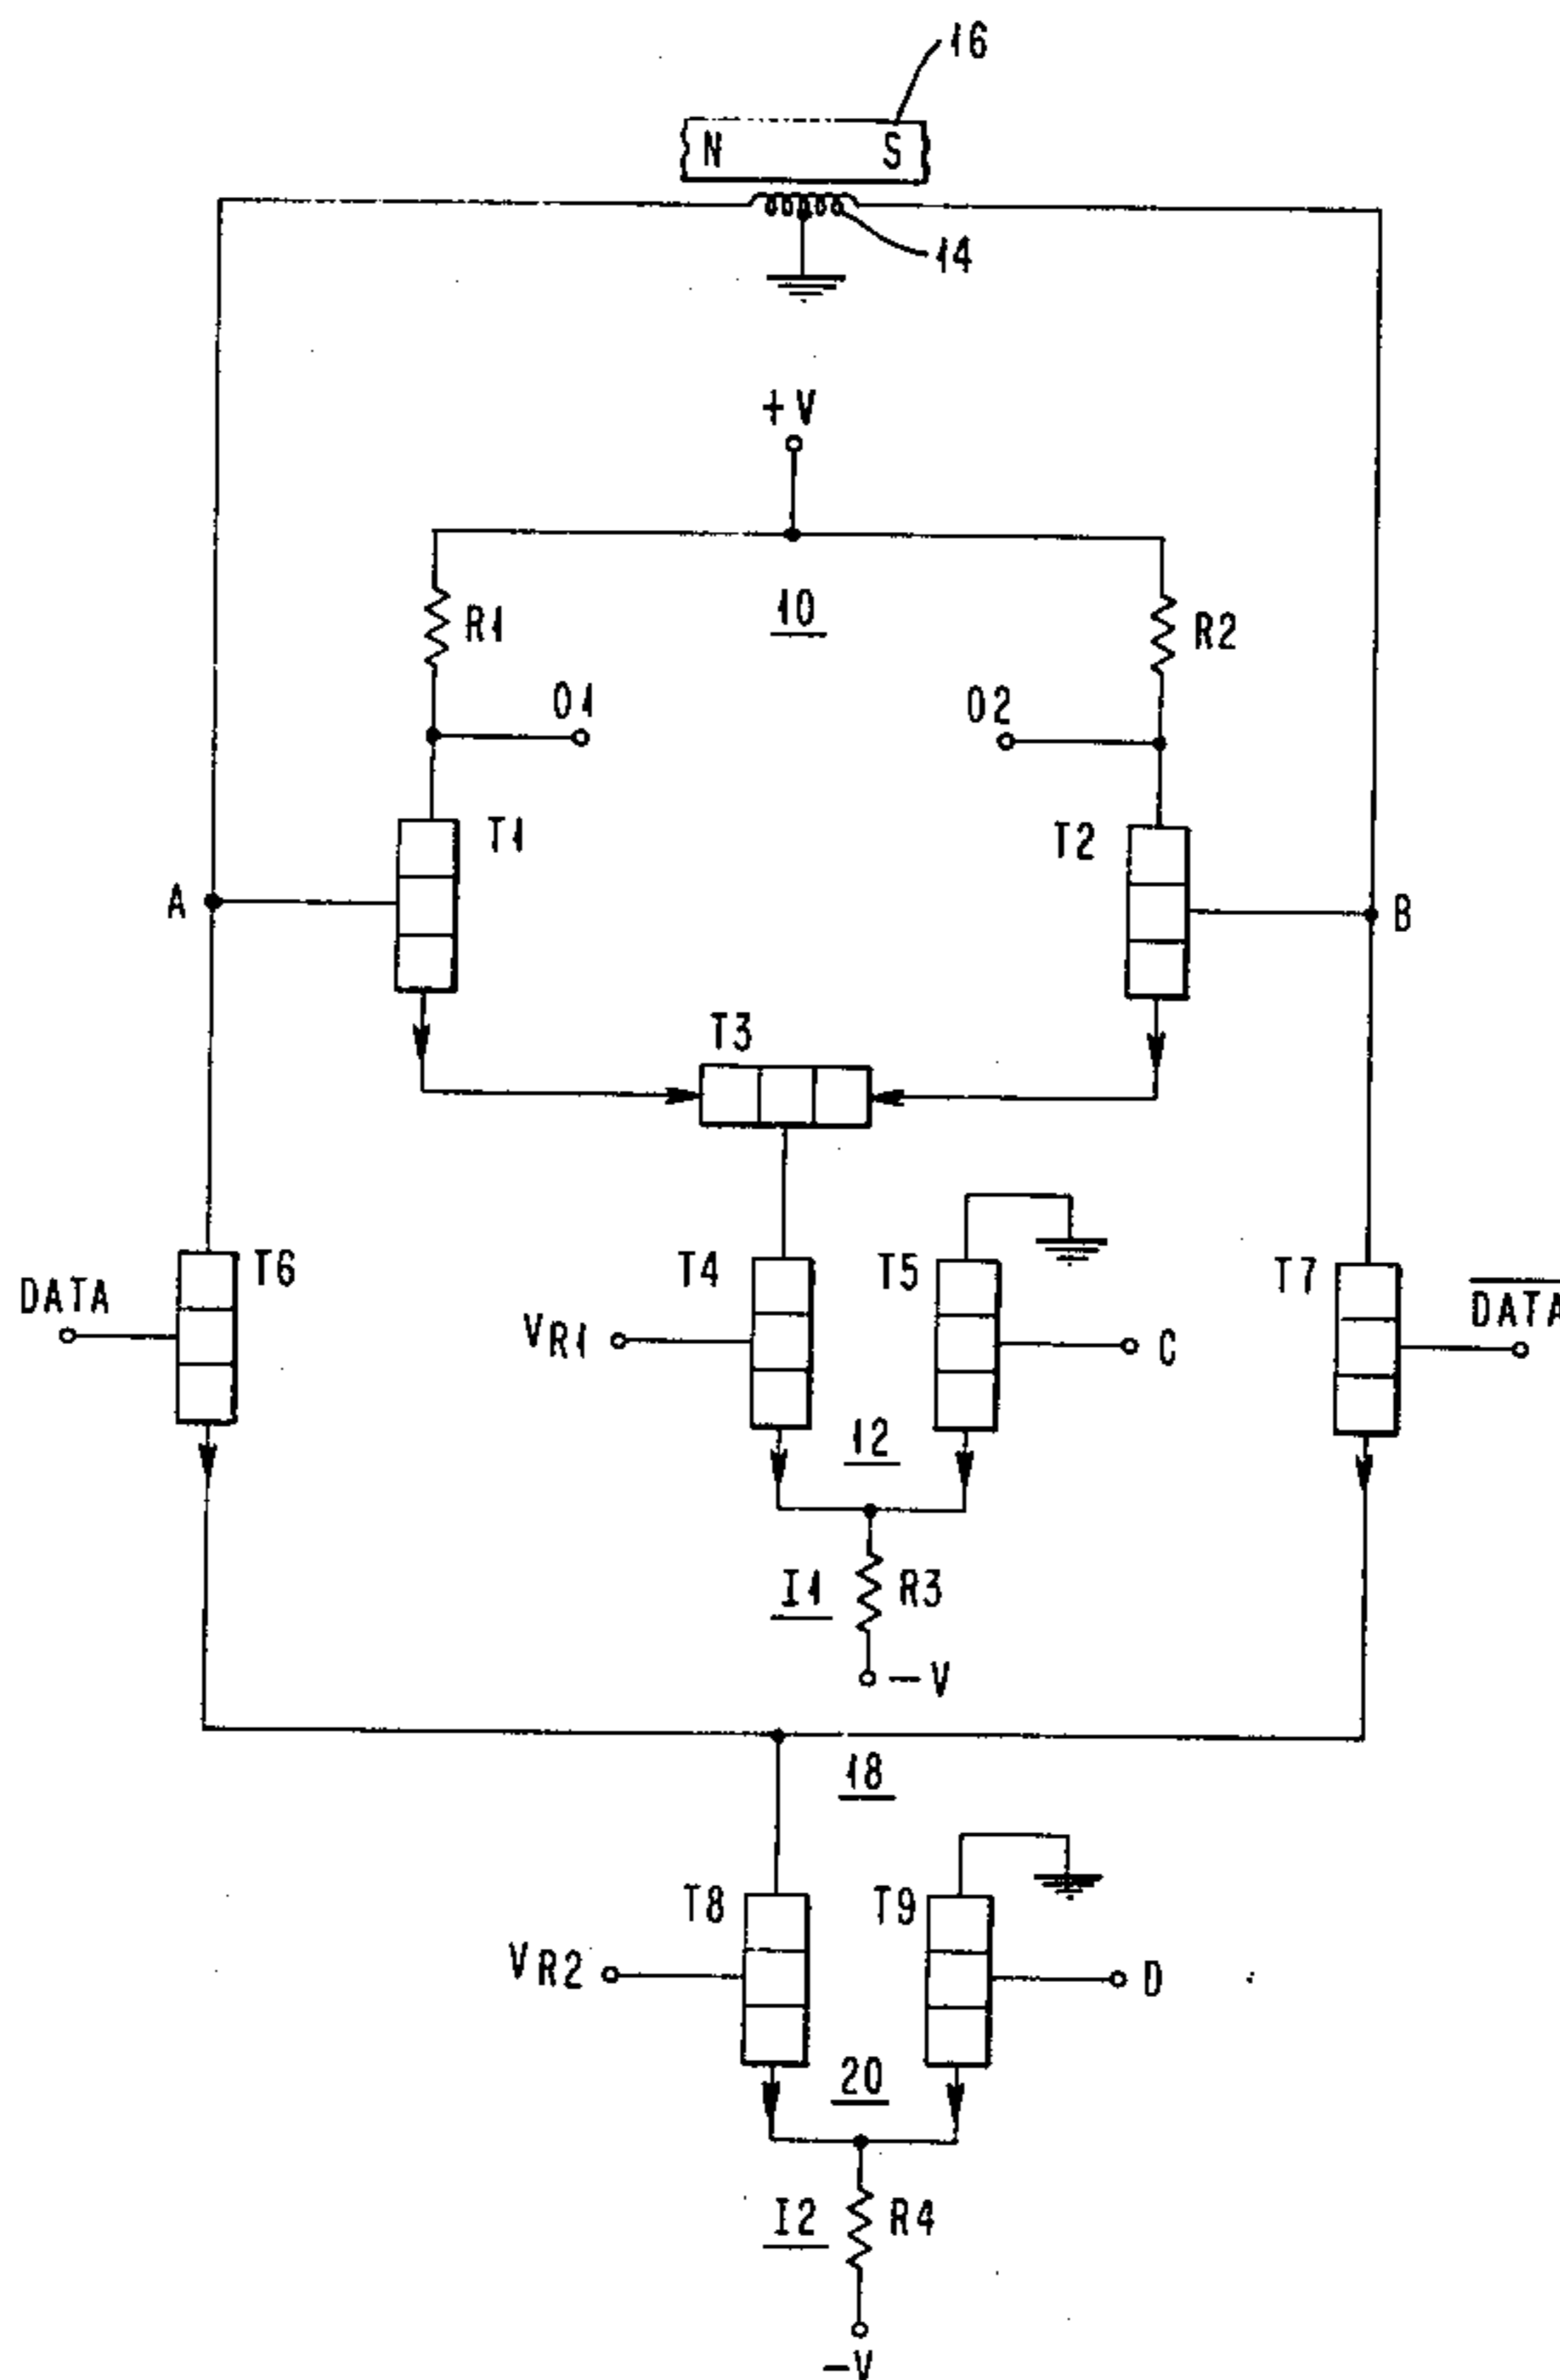 16
N S
14
+V
10
R1
R2
01
02
T1
T2
A
B
T3
T6
T4
T5
T7
DATA
VR1
C
DATA
12
I1
R3
-V
18
T8
T9
VR2
D
20
I2
R4
-V